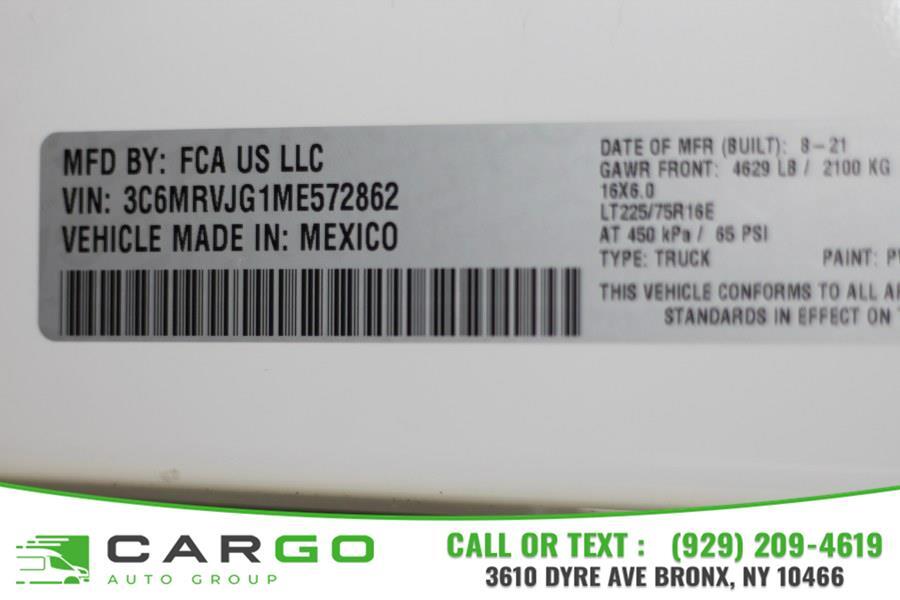 MFD BY: FCA US LLC
VIN: 3C6MRVJG1ME572862
VEHICLE MADE IN: MEXICO
DATE OF MFR (BUILT): 8-21
GAWR FRONT: 4629 LB / 2100 KG
16X6.0
LT225/75R16E
AT 450 kPa / 65 PSI
TYPE: TRUCK PAINT:
THIS VEHICLE CONFORMS TO ALL
STANDARDS IN EFFECT ON
CARGO
AUTO GROUP
CALL OR TEXT : (929) 209-4619
3610 DYRE AVE BRONX, NY 10466